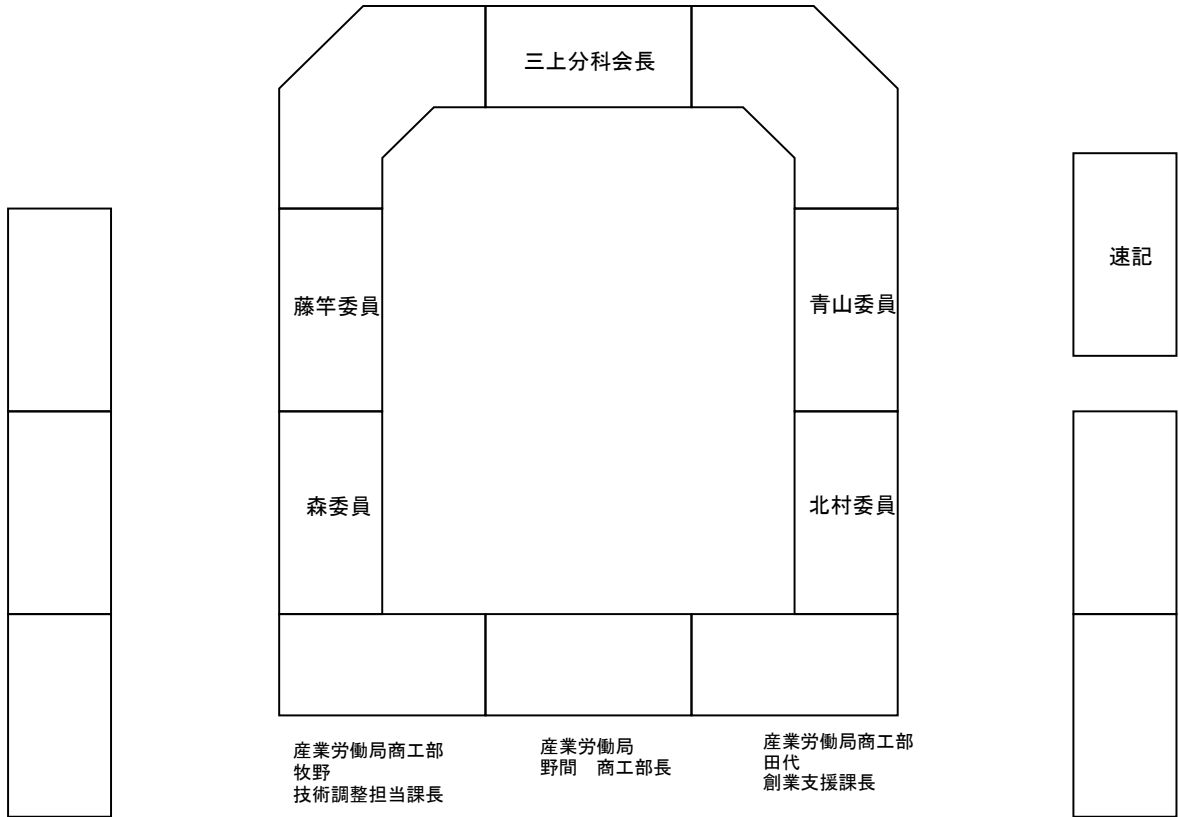 三上分科会長
速記
藤竿委員
青山委員
森委員
北村委員
産業労働局商工部
牧野
技術調整担当課長
産業労働局
野間　商工部長
産業労働局商工部
田代
創業支援課長